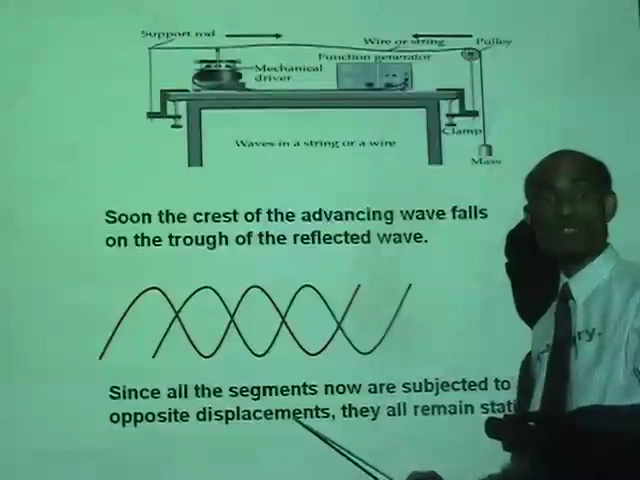 Support rod
Wire or string
Pulley
Function generator
Mechanical
driver
Clamp
Waves in a string or a wire
Mass
Soon the crest of the advancing wave falls
on the trough of the reflected wave.
Since all the segments now are subjected to
opposite displacements, they all remain